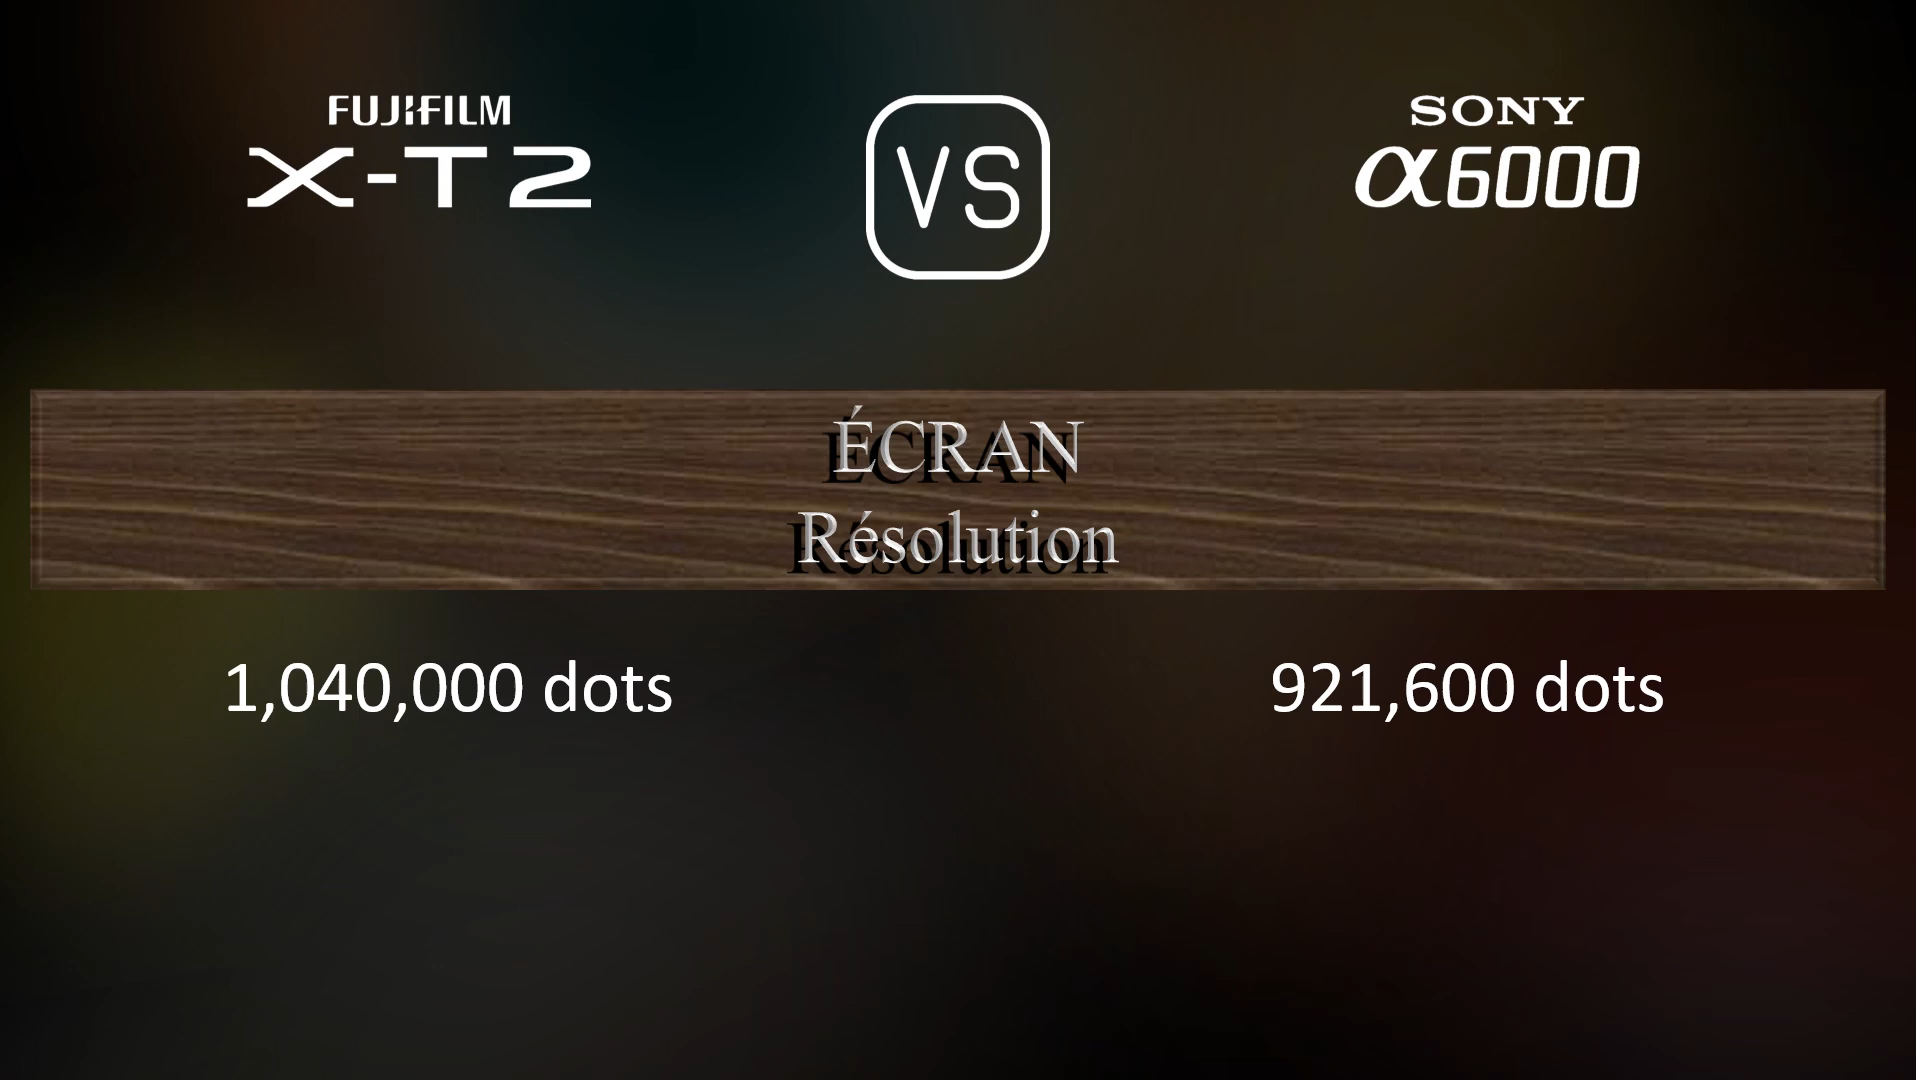 FUJIFILM
X-T2
VS
SONY
α6000
ÉCRAN
Résolution
1,040,000 dots
921,600 dots